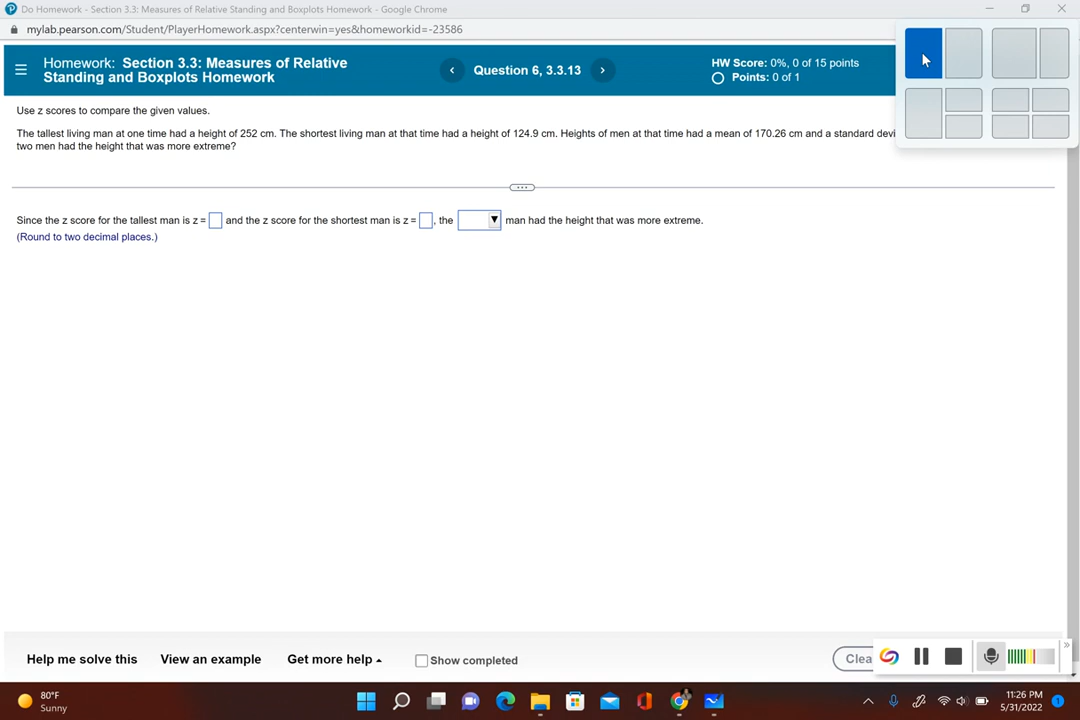 Do Homework - Section 3.3: Measures of Relative Standing and Boxplots Homework - Google Chrome
mylab.pearson.com/Student/PlayerHomework.aspx?centerwin=yes&homeworkid=-23586
Homework: Section 3.3: Measures of Relative
Standing and Boxplots Homework
Question 6, 3.3.13
HW Score: 0%, 0 of 15 points
Points: 0 of 1
Use z scores to compare the given values.
The tallest living man at one time had a height of 252 cm. The shortest living man at that time had a height of 124.9 cm. Heights of men at that time had a mean of 170.26 cm and a standard devi
two men had the height that was more extreme?
Since the z score for the tallest man is z = and the z score for the shortest man is z = , the man had the height that was more extreme.
(Round to two decimal places.)
Help me solve this
View an example
Get more help
Show completed
Clea
80°F
Sunny
11:26 PM
5/31/2022
1